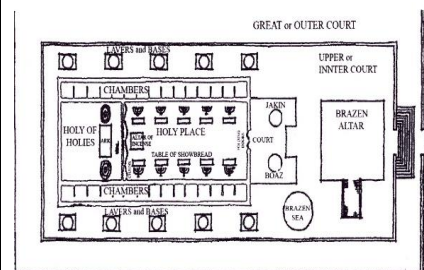 GREAT or OUTER COURT
LAVERS and BASES
UPPER or
INNTER COURT
CHAMBERS
JAKIN
HOLY OF
HOLIES
ARK
ALTAR OF
INCENSE
HOLY PLACE
COURT
BRAZEN
ALTAR
TABLE OF SHOWBREAD
BOAZ
CHAMBERS
LAVERS and BASES
BRAZEN
SEA